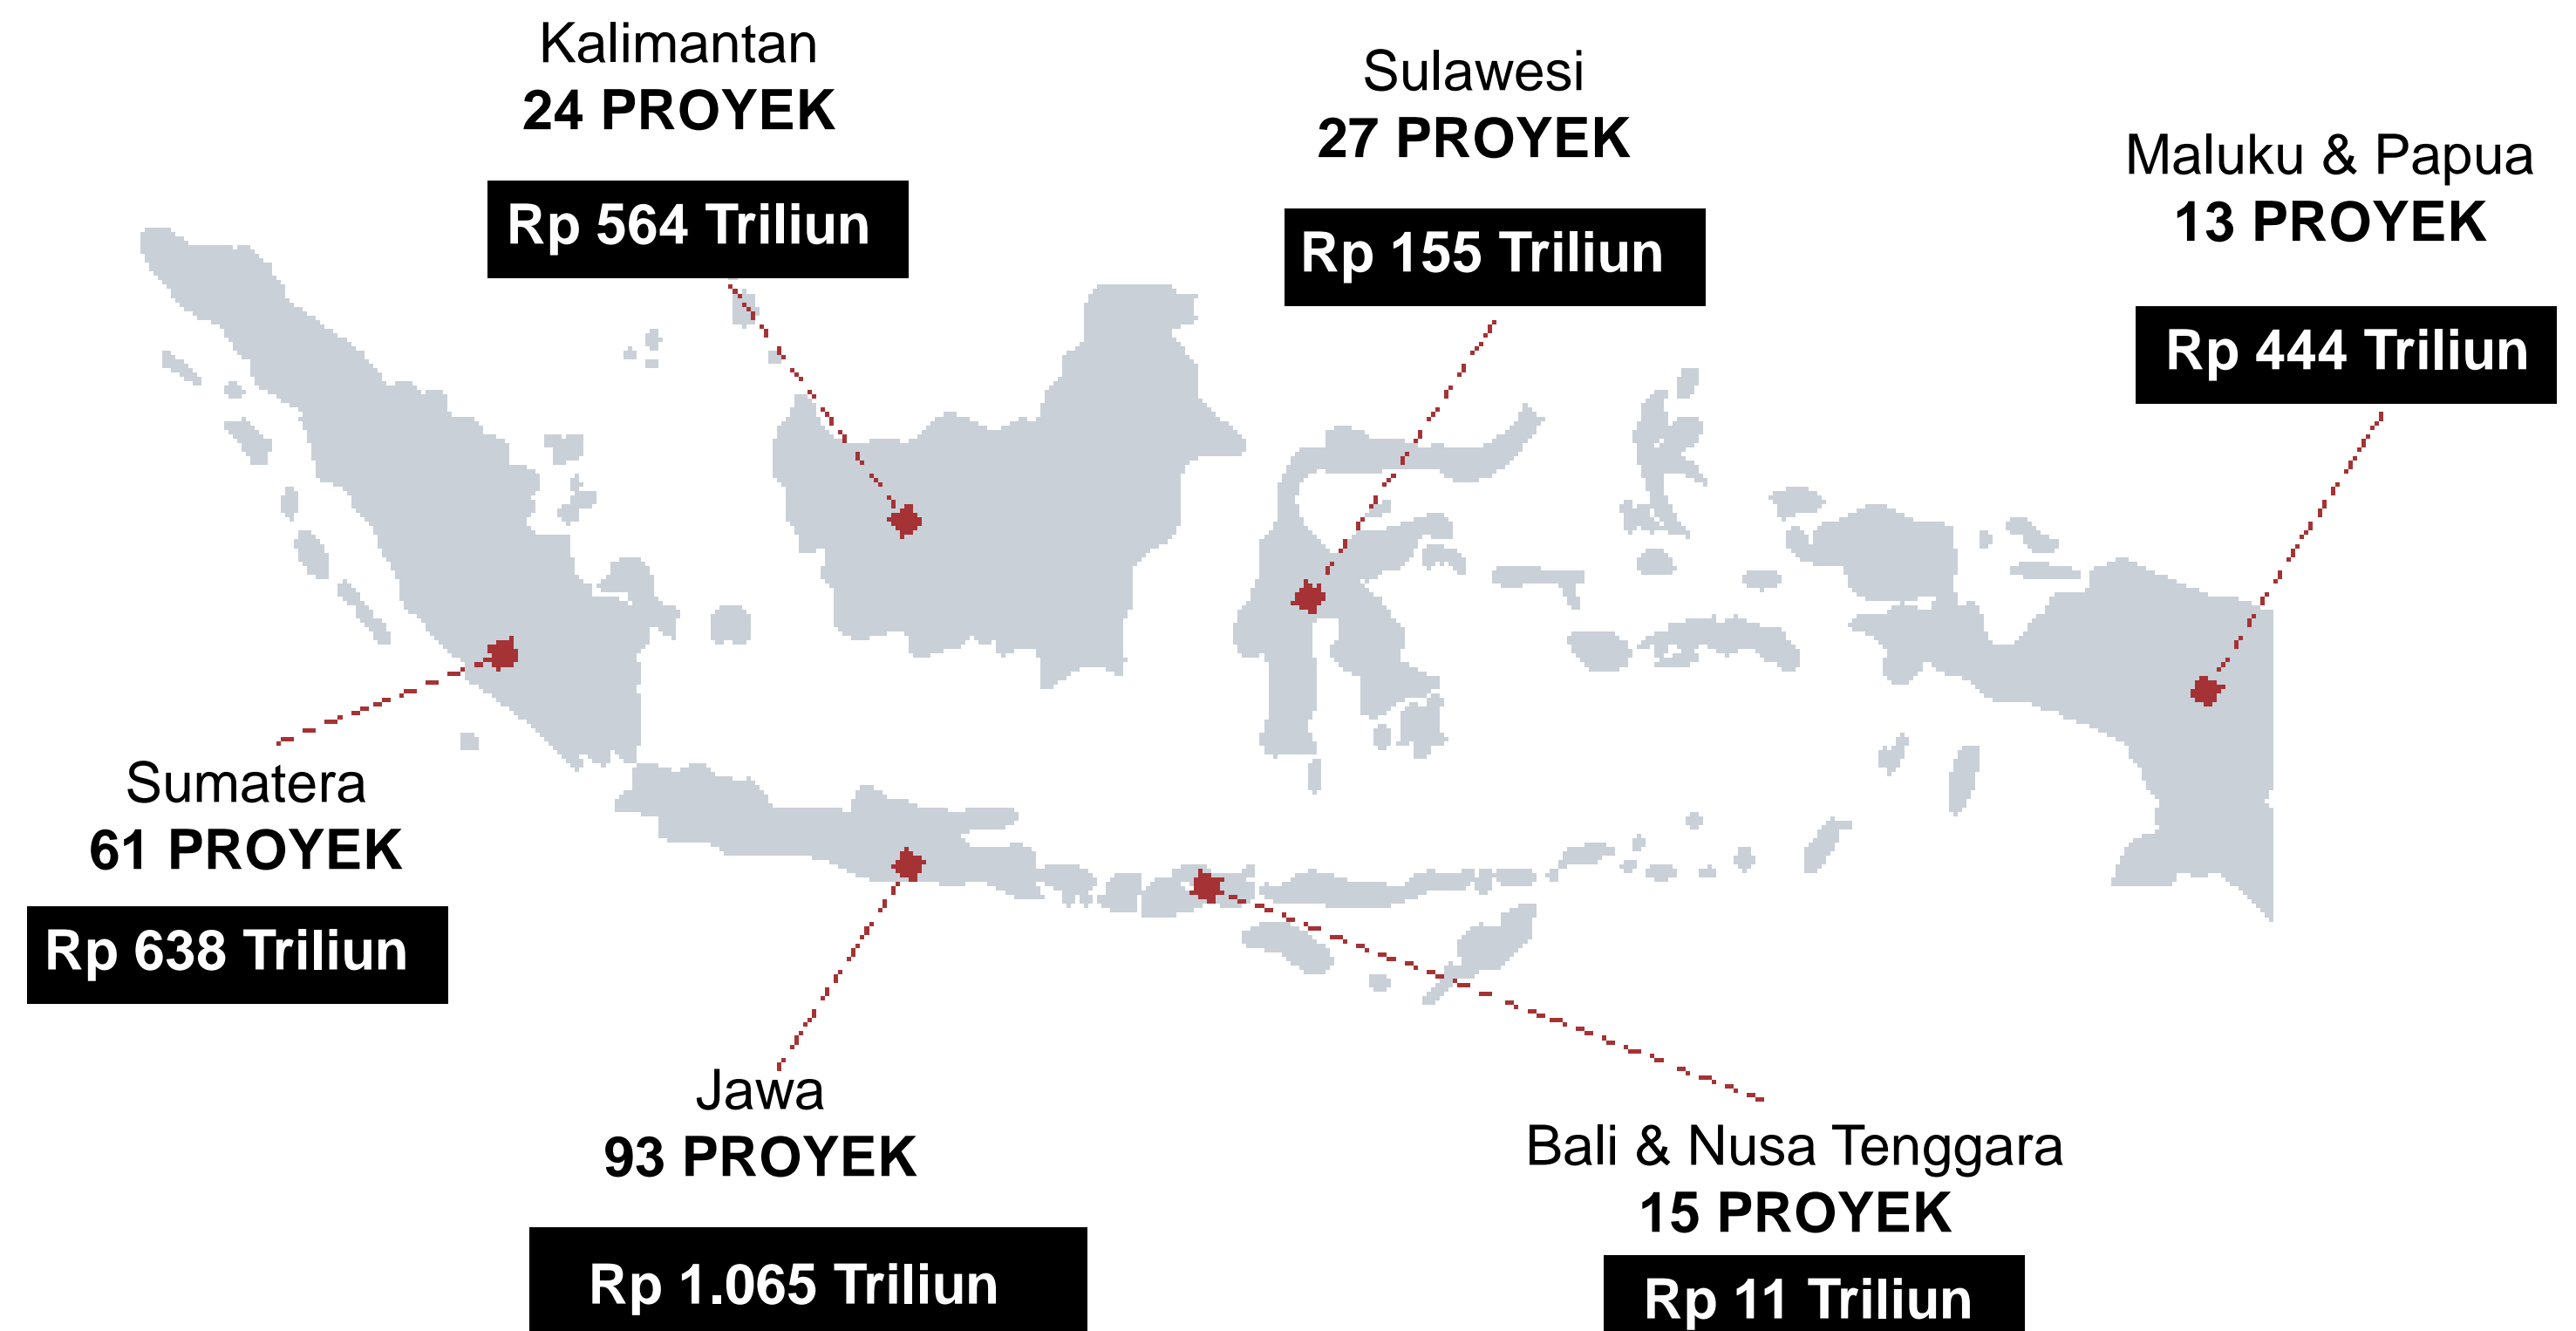 Kalimantan
24 PROYEK
Rp 564 Triliun
Sulawesi
27 PROYEK
Rp 155 Triliun
Maluku & Papua
13 PROYEK
Rp 444 Triliun
Sumatera
61 PROYEK
Rp 638 Triliun
Jawa
93 PROYEK
Rp 1.065 Triliun
Bali & Nusa Tenggara
15 PROYEK
Rp 11 Triliun